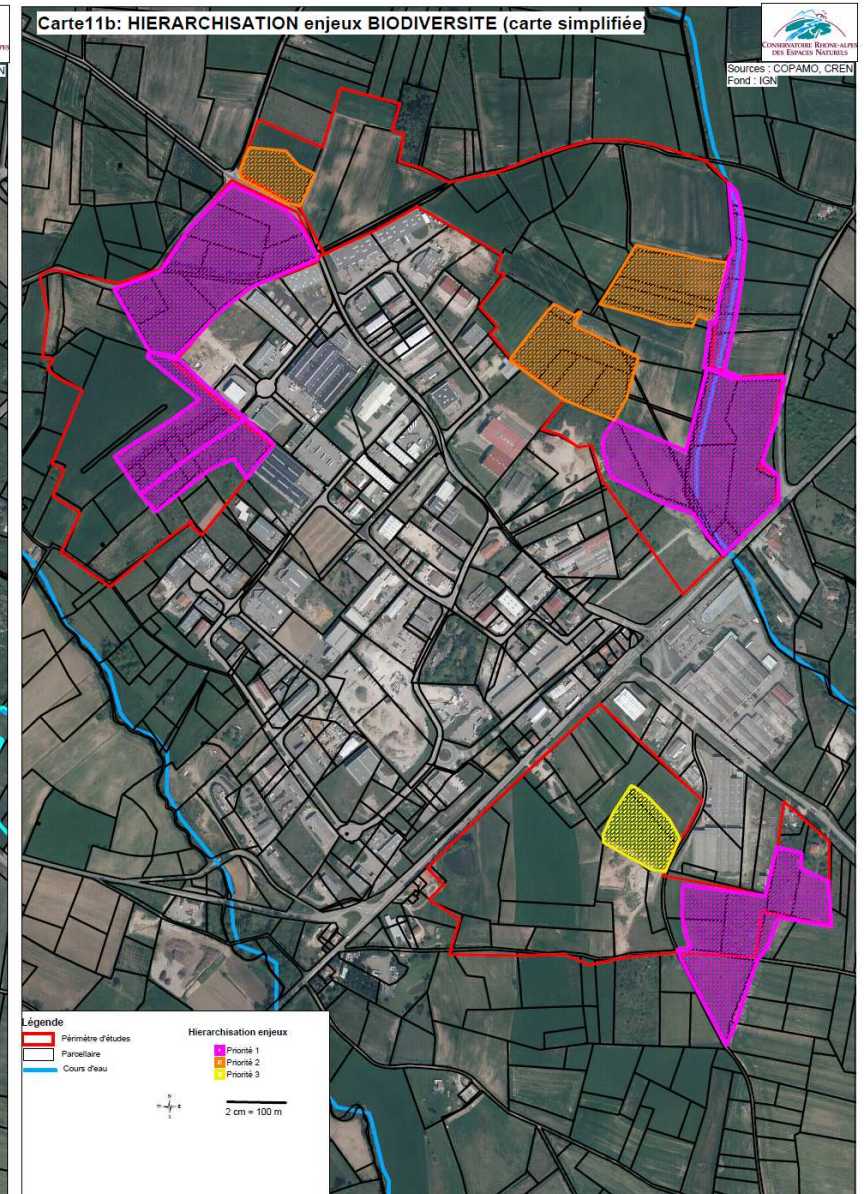 Carte11b: HIERARCHISATION enjeux BIODIVERSITE (carte simplifiée)
CONSERVATOIRE RHONE-ALPES
DES ESPACES NATURELS
Sources : COPAMO, CREN
Fond : IGN
Légende
Périmètre d'études
Parcellaire
Cours d'eau
Hierarchisation enjeux
Priorité 1
Priorité 2
Priorité 3
2 cm = 100 m